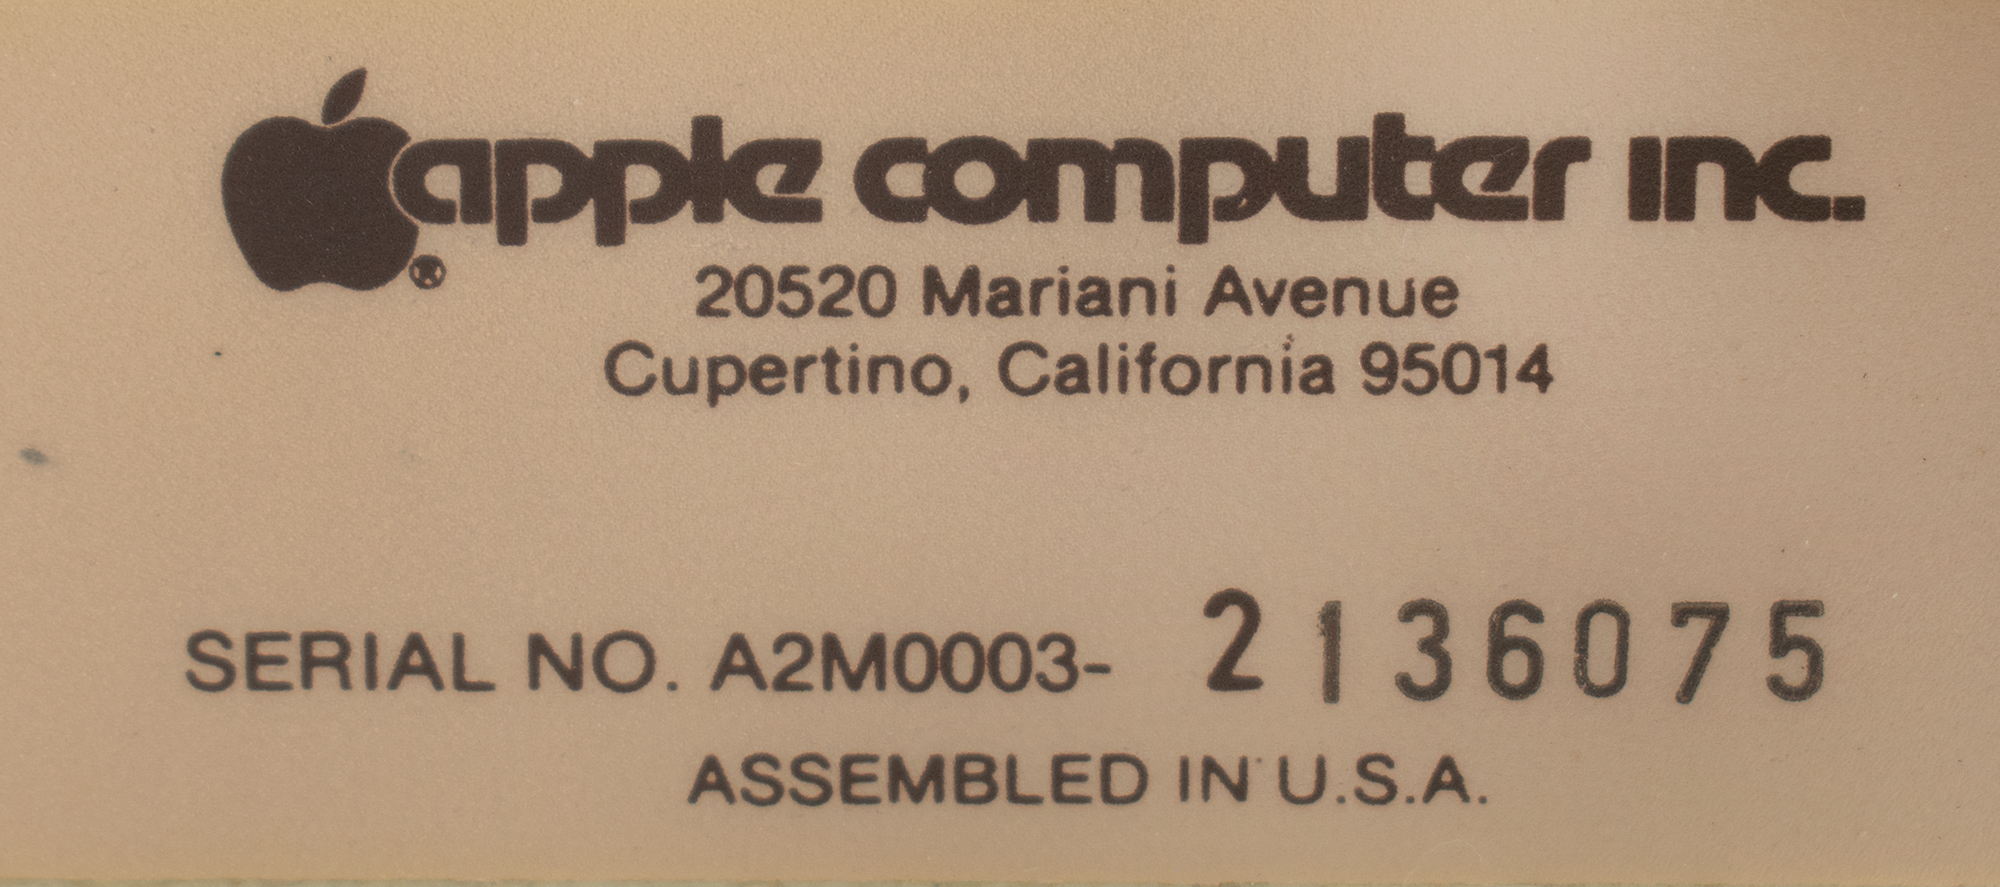 apple computer inc.
®
20520 Mariani Avenue
Cupertino, California 95014
SERIAL NO. A2M0003- 2136075
ASSEMBLED IN U.S.A.